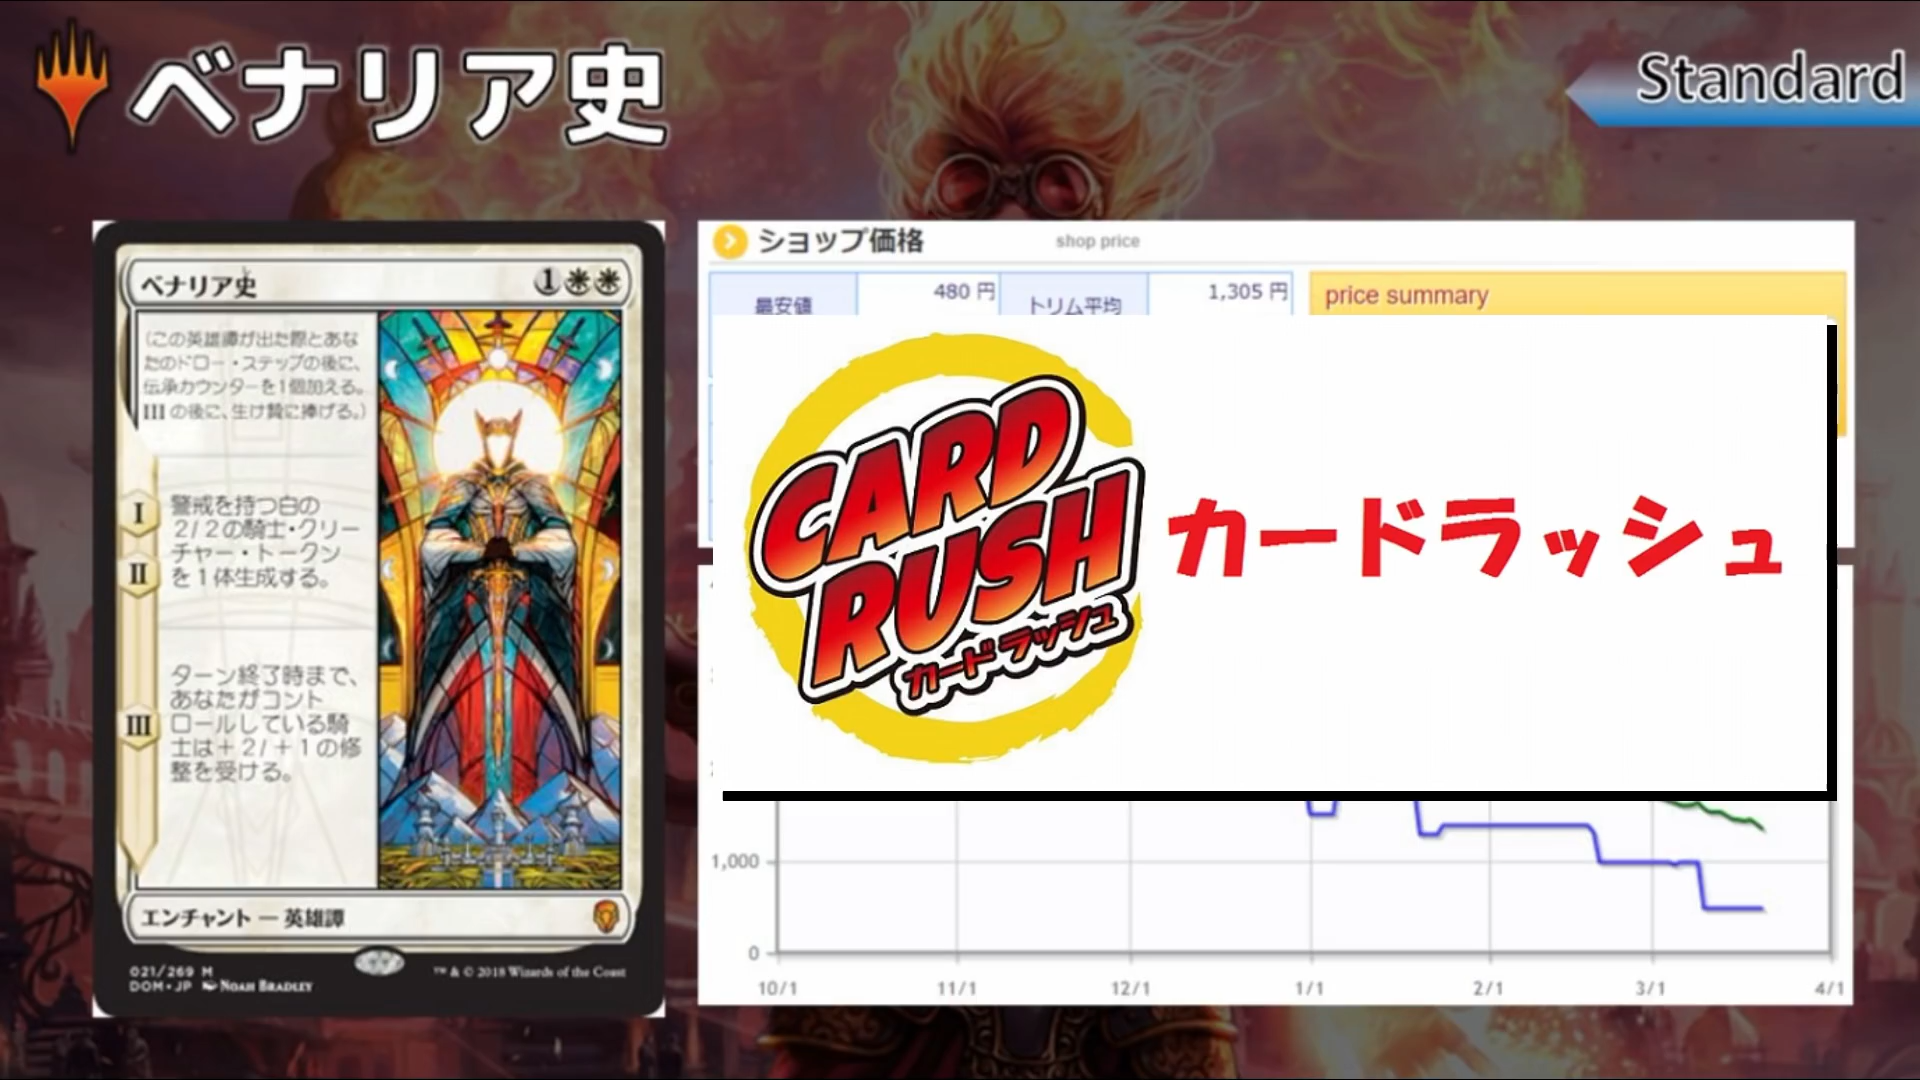 ベナリア史
Standard
ベナリア史
1
(この英雄譚が出た際とあな
たのドロー・ステップの後に、
伝承カウンターを1個加える。
IIIの後に、生け贄に捧げる。)
I
II
警戒を持つ白の
2/2の騎士・クリー
チャー・トークン
を1体生成する。
III
ターン終了時まで、
あなたがコント
ロールしている騎
士は+2/+1の修
整を受ける。
エンチャント — 英雄譚
021/269 M
DOM・JP NOAH BRADLEY
™ & © 2018 Wizards of the Coast
ショップ価格 shop price
最安値 480 円 トリム平均 1,305 円
price summary
CARD
RUSH
カードラッシュ
カードラッシュ
1,000
0
10/1 11/1 12/1 1/1 2/1 3/1 4/1